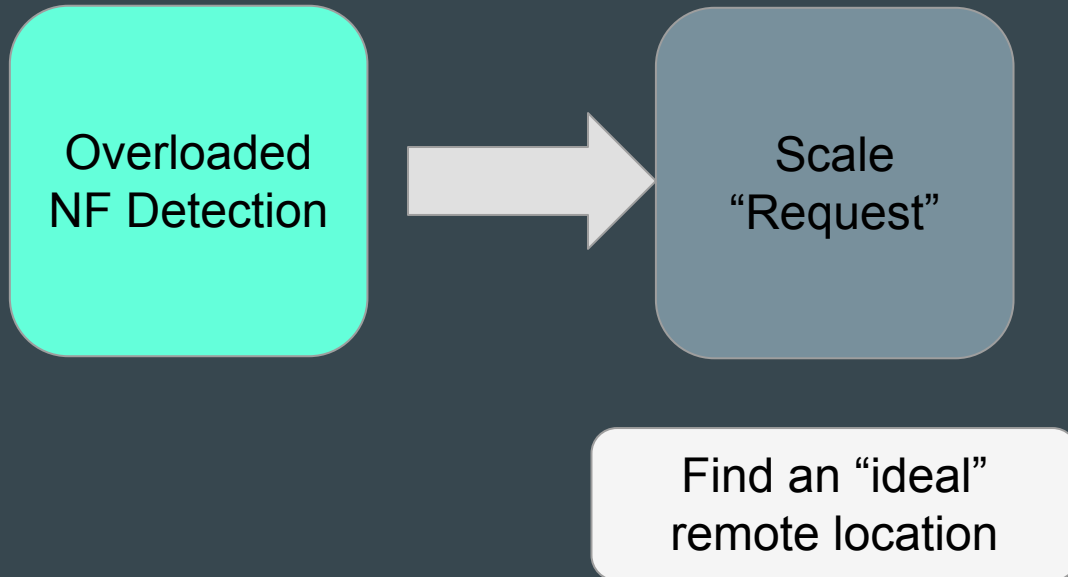 Overloaded
NF Detection
Scale
“Request”
Find an “ideal”
remote location